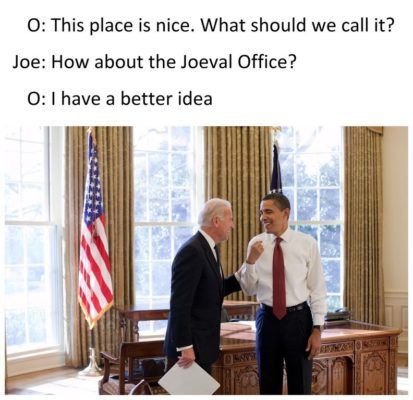 O: This place is nice. What should we call it?
Joe: How about the Joeval Office?
O: I have a better idea